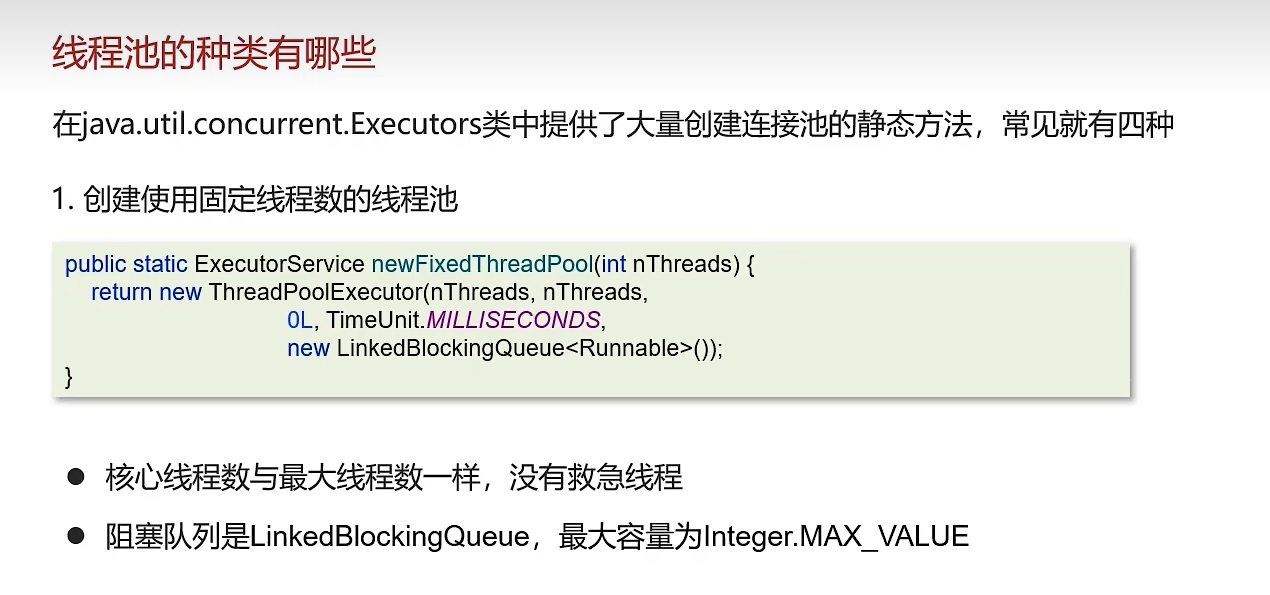 线程池的种类有哪些
在java.util.concurrent.Executors类中提供了大量创建连接池的静态方法，常见就有四种
1. 创建使用固定线程数的线程池
public static ExecutorService newFixedThreadPool(int nThreads) {
return new ThreadPoolExecutor(nThreads, nThreads,
0L, TimeUnit.MILLISECONDS,
new LinkedBlockingQueue<Runnable>());
}
● 核心线程数与最大线程数一样，没有救急线程
● 阻塞队列是LinkedBlockingQueue，最大容量为Integer.MAX_VALUE